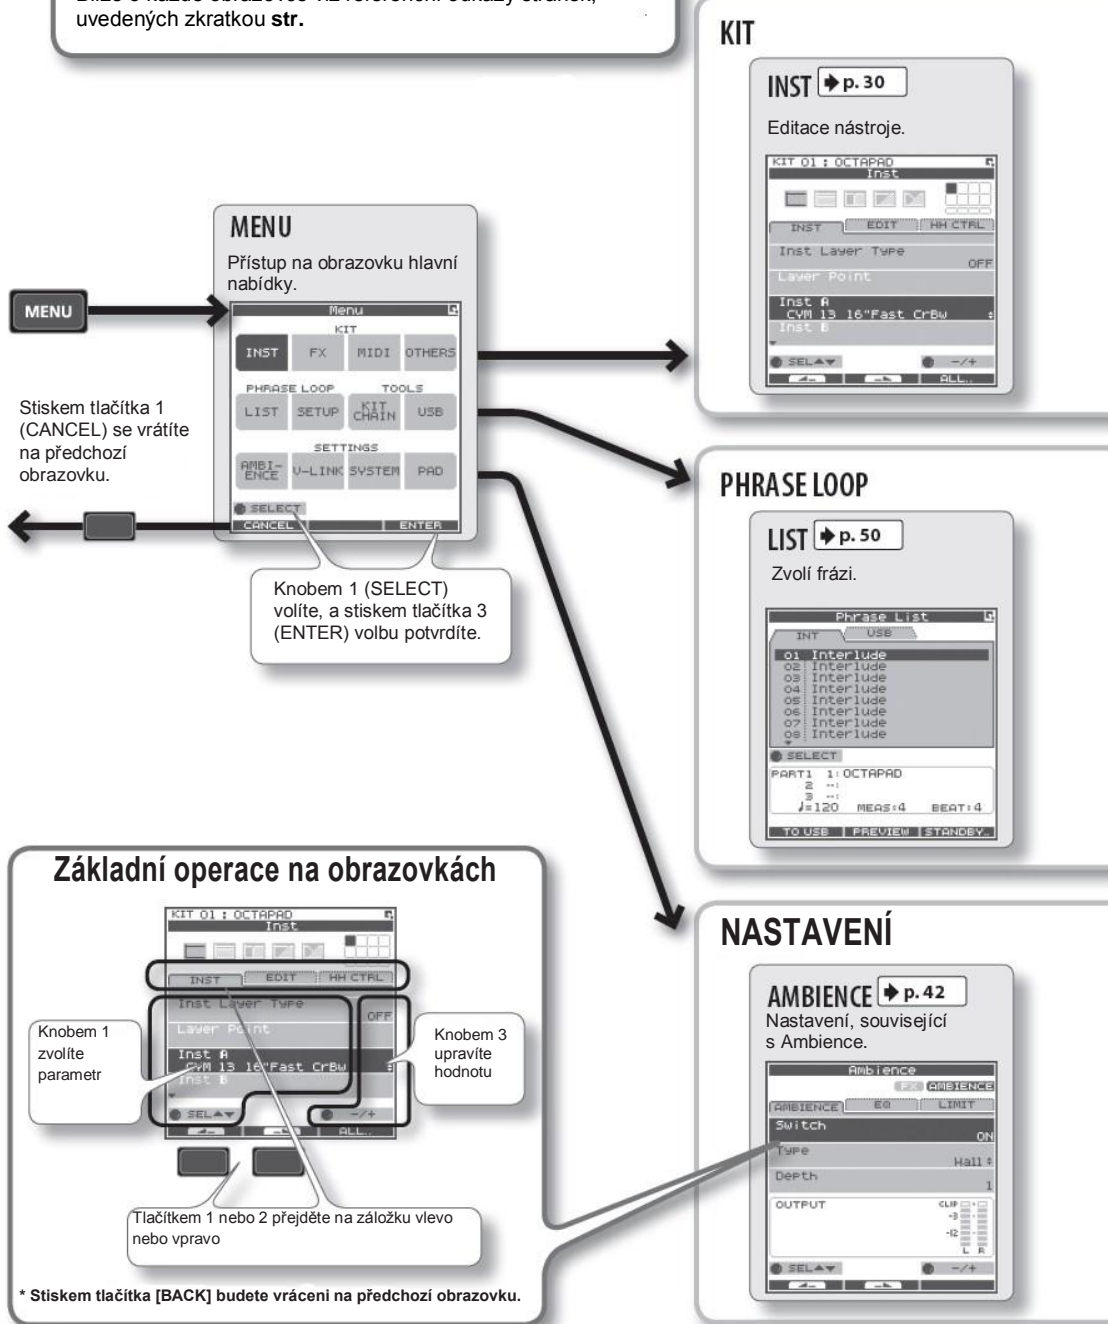 uvedených zkratkou str.
KIT
INST p. 30
Editace nástroje.
KIT 01 : OCTAPAD
Inst
INST EDIT HH CTRL
Inst Layer Type
OFF
Layer Point
Inst A
CYM 13 16"Fast CrBw
Inst B
SEL -/+
ALL..
MENU
Přístup na obrazovku hlavní
nabídky.
MENU
Menu
KIT
INST FX MIDI OTHERS
PHRASE LOOP TOOLS
LIST SETUP KIT CHAIN USB
SETTINGS
AMBI-ENCE V-LINK SYSTEM PAD
SELECT
CANCEL ENTER
Stiskem tlačítka 1
(CANCEL) se vrátíte
na předchozí
obrazovku.
Knobem 1 (SELECT)
volíte, a stiskem tlačítka 3
(ENTER) volbu potvrdíte.
PHRASE LOOP
LIST p. 50
Zvolí frázi.
Phrase List
INT USB
01 Interlude
02 Interlude
03 Interlude
04 Interlude
05 Interlude
06 Interlude
07 Interlude
08 Interlude
SELECT
PART1 1:OCTAPAD
2 --:
3 --:
♩=120 MEAS:4 BEAT:4
TO USB PREVIEW STANDBY..
Základní operace na obrazovkách
KIT 01 : OCTAPAD
Inst
INST EDIT HH CTRL
Inst Layer Type
OFF
Layer Point
Inst A
CYM 13 16"Fast CrBw
Inst B
SEL -/+
ALL..
Knobem 1
zvolíte
parametr
Knobem 3
upravíte
hodnotu
Tlačítkem 1 nebo 2 přejděte na záložku vlevo
nebo vpravo
* Stiskem tlačítka [BACK] budete vráceni na předchozí obrazovku.
NASTAVENÍ
AMBIENCE p. 42
Nastavení, související
s Ambience.
Ambience
FX AMBIENCE
AMBIENCE EQ LIMIT
Switch
ON
Type
Hall
Depth
1
OUTPUT CLIP
-3
-12
L R
SEL -/+